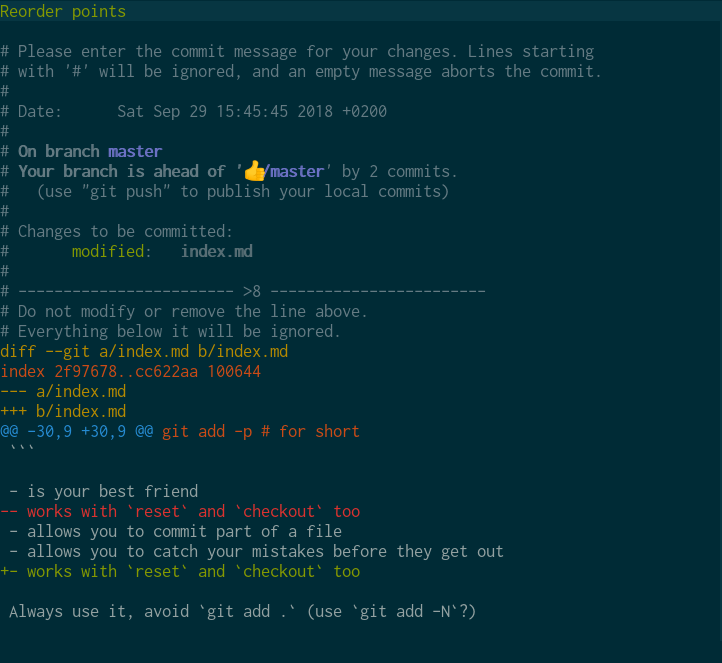 Reorder points

# Please enter the commit message for your changes. Lines starting
# with '#' will be ignored, and an empty message aborts the commit.
#
# Date:      Sat Sep 29 15:45:45 2018 +0200
#
# On branch master
# Your branch is ahead of '👍/master' by 2 commits.
#   (use "git push" to publish your local commits)
#
# Changes to be committed:
#       modified:   index.md
#
# ------------------------ >8 ------------------------
# Do not modify or remove the line above.
# Everything below it will be ignored.
diff --git a/index.md b/index.md
index 2f97678..cc622aa 100644
--- a/index.md
+++ b/index.md
@@ -30,9 +30,9 @@ git add -p # for short
 ```

 - is your best friend
-- works with `reset` and `checkout` too
 - allows you to commit part of a file
 - allows you to catch your mistakes before they get out
+- works with `reset` and `checkout` too

 Always use it, avoid `git add .` (use `git add -N`?)